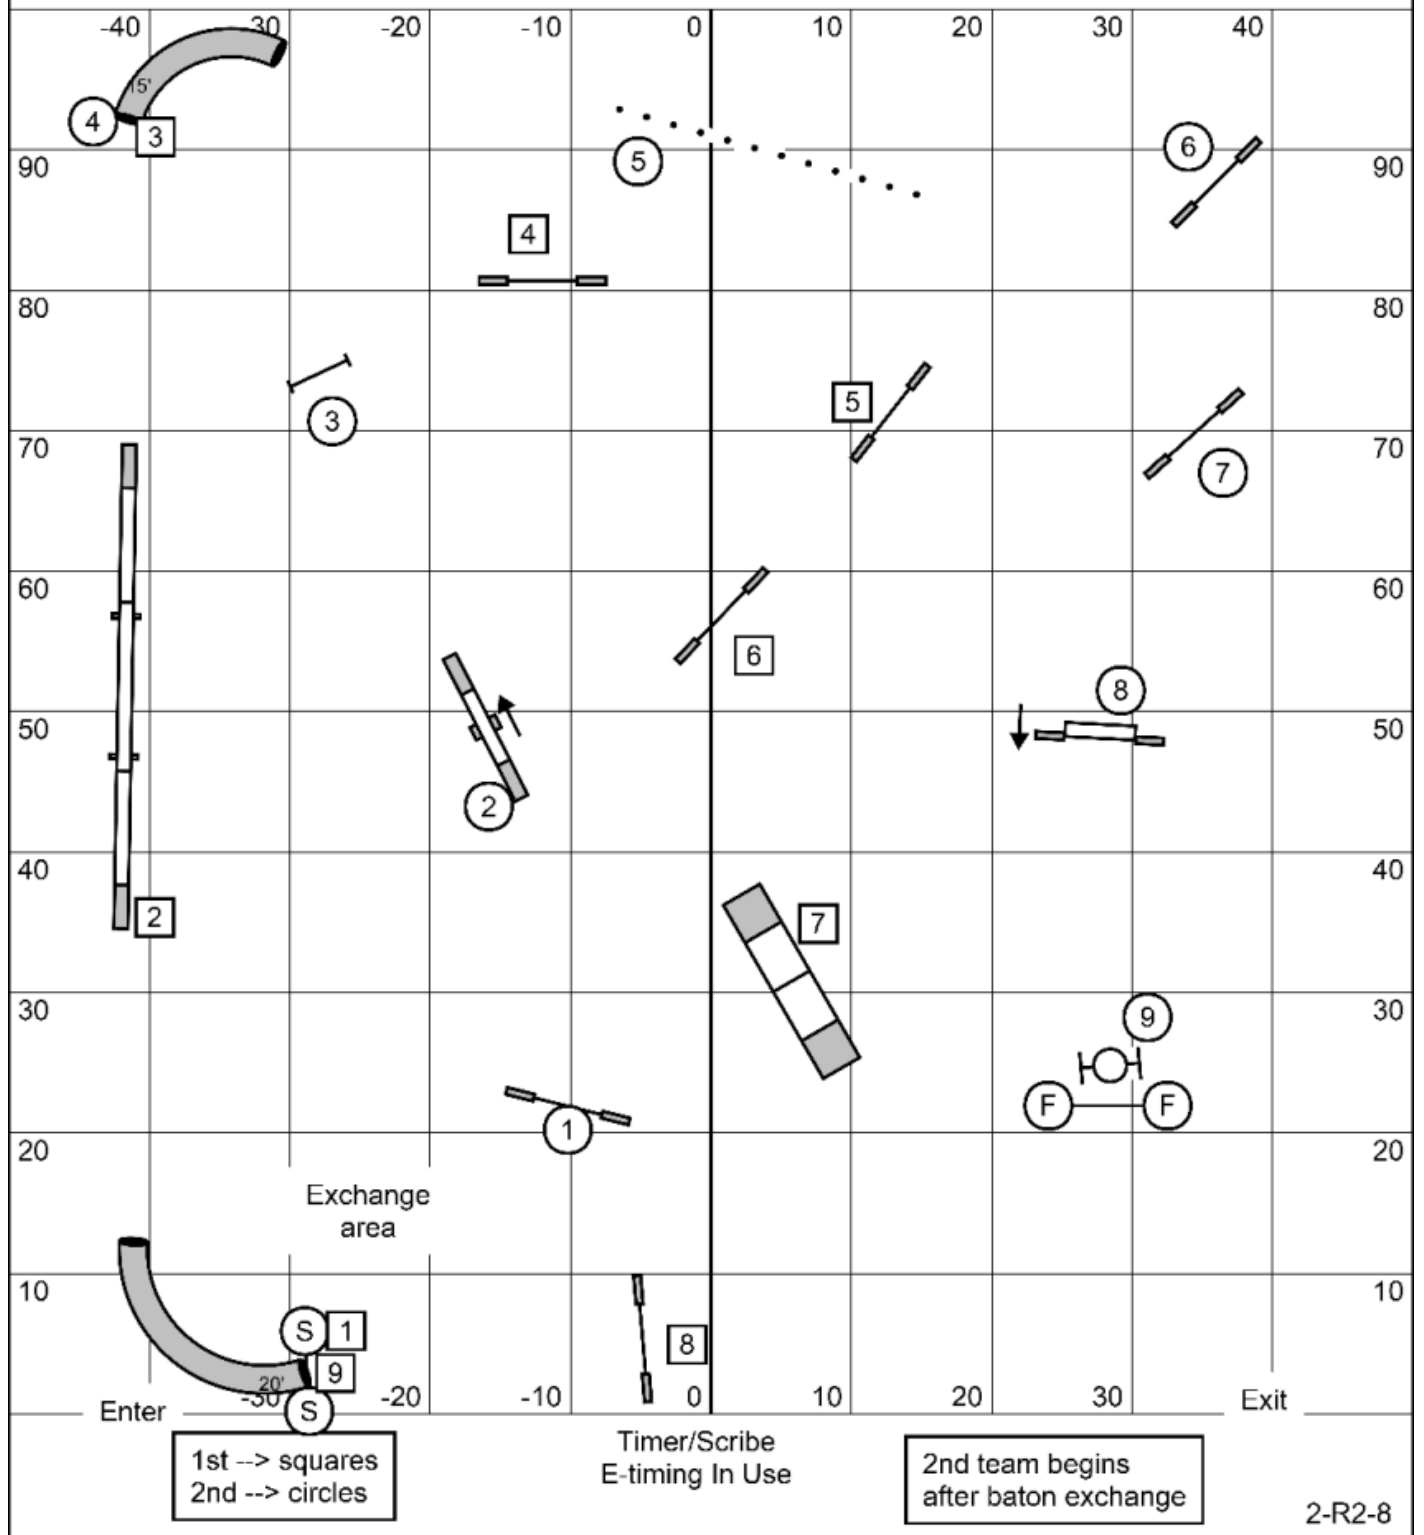 -40 -30 -20 -10 0 10 20 30 40
15'
4
3
5
6
90 90
4
80 80
3
5
70 70
7
60 60
6
8
50 50
2
40 40
2
7
30 30
9
F F
1
20 20
Exchange
area
10 10
S 1
8
9
20'
-30 -20 -10 0 10 20 30
Enter
S
Exit
1st --> squares
2nd --> circles
Timer/Scribe
E-timing In Use
2nd team begins
after baton exchange
2-R2-8